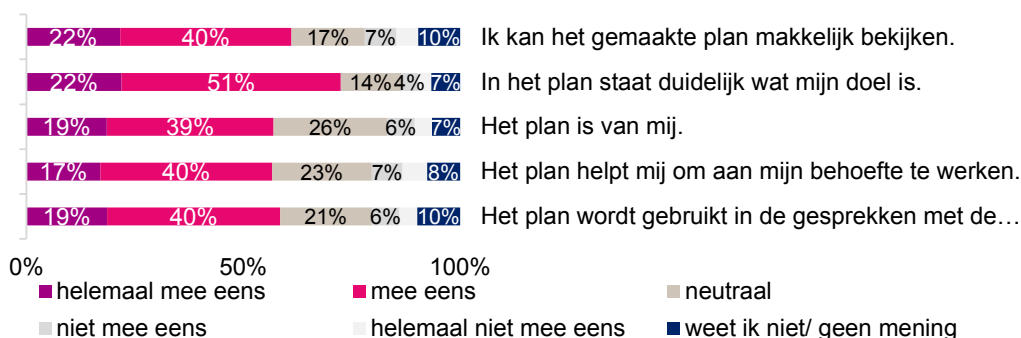 22% 40% 17% 7% 10% Ik kan het gemaakte plan makkelijk bekijken.
22% 51% 14% 4% 7% In het plan staat duidelijk wat mijn doel is.
19% 39% 26% 6% 7% Het plan is van mij.
17% 40% 23% 7% 8% Het plan helpt mij om aan mijn behoefte te werken.
19% 40% 21% 6% 10% Het plan wordt gebruikt in de gesprekken met de…
0% 50% 100%
helemaal mee eens mee eens neutraal
niet mee eens helemaal niet mee eens weet ik niet/ geen mening